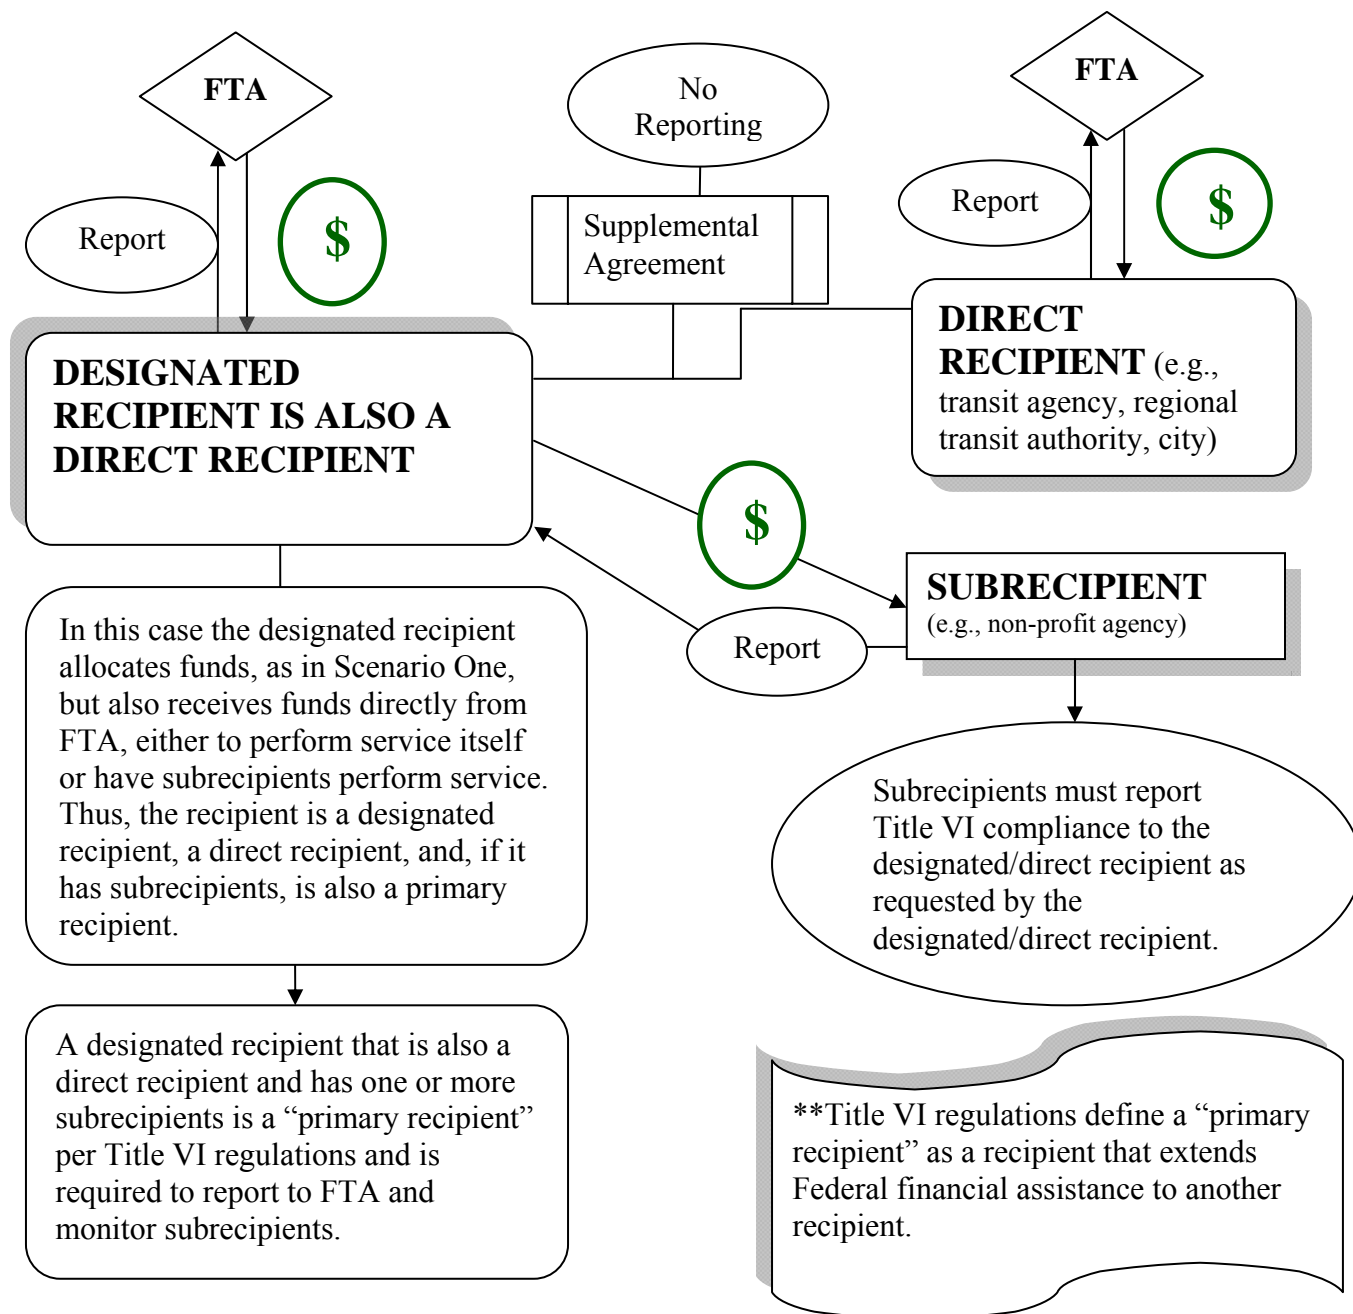 FTA
Report
$
No
Reporting
Supplemental
Agreement
FTA
Report
$
DESIGNATED
RECIPIENT IS ALSO A
DIRECT RECIPIENT
DIRECT
RECIPIENT (e.g.,
transit agency, regional
transit authority, city)
$
SUBRECIPIENT
(e.g., non-profit agency)
Report
In this case the designated recipient
allocates funds, as in Scenario One,
but also receives funds directly from
FTA, either to perform service itself
or have subrecipients perform service.
Thus, the recipient is a designated
recipient, a direct recipient, and, if it
has subrecipients, is also a primary
recipient.
Subrecipients must report
Title VI compliance to the
designated/direct recipient as
requested by the
designated/direct recipient.
A designated recipient that is also a
direct recipient and has one or more
subrecipients is a “primary recipient”
per Title VI regulations and is
required to report to FTA and
monitor subrecipients.
**Title VI regulations define a “primary
recipient” as a recipient that extends
Federal financial assistance to another
recipient.